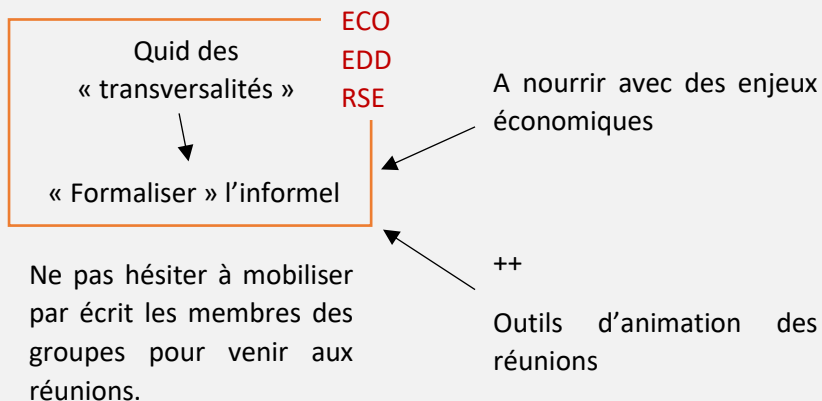 ECO
EDD
RSE
Quid des
« transversalités »
« Formaliser » l’informel
A nourrir avec des enjeux
économiques
Ne pas hésiter à mobiliser
par écrit les membres des
groupes pour venir aux
réunions.
++
Outils d’animation des
réunions